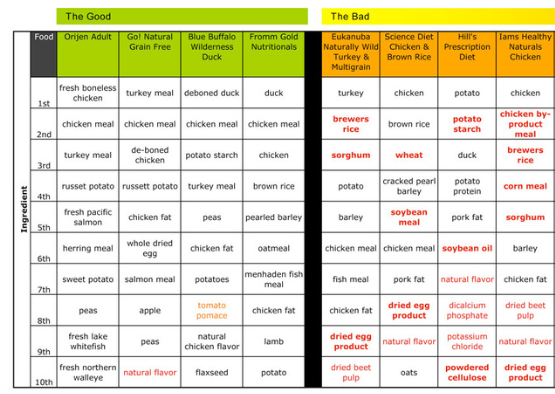 The Good
The Bad
Food
Orijen Adult
Go! Natural
Grain Free
Blue Buffalo
Wilderness
Duck
Fromm Gold
Nutritionals
Eukanuba
Naturally Wild
Turkey &
Multigrain
Science Diet
Chicken &
Brown Rice
Hill's
Prescription
Diet
Iams Healthy
Naturals
Chicken
Ingredient
1st
fresh boneless
chicken
turkey meal
deboned duck
duck
turkey
chicken
potato
chicken
2nd
chicken meal
chicken meal
chicken meal
chicken meal
brewers
rice
brown rice
potato
starch
chicken by-
product
meal
3rd
turkey meal
de-boned
chicken
potato starch
chicken
sorghum
wheat
duck
brewers
rice
4th
russet potato
russett potato
turkey meal
brown rice
potato
cracked pearl
barley
potato
protein
corn meal
5th
fresh pacific
salmon
chicken fat
peas
pearled barley
barley
soybean
meal
pork fat
sorghum
6th
herring meal
whole dried
egg
chicken fat
oatmeal
chicken meal
chicken meal
soybean oil
barley
7th
sweet potato
salmon meal
potatoes
menhaden fish
meal
fish meal
pork fat
natural flavor
chicken fat
8th
peas
apple
tomato
pomace
chicken fat
chicken fat
dried egg
product
dicalcium
phosphate
dried beet
pulp
9th
fresh lake
whitefish
peas
natural
chicken flavor
lamb
dried egg
product
natural flavor
potassium
chloride
natural flavor
10th
fresh northern
walleye
natural flavor
flaxseed
potato
dried beet
pulp
oats
powdered
cellulose
dried egg
product